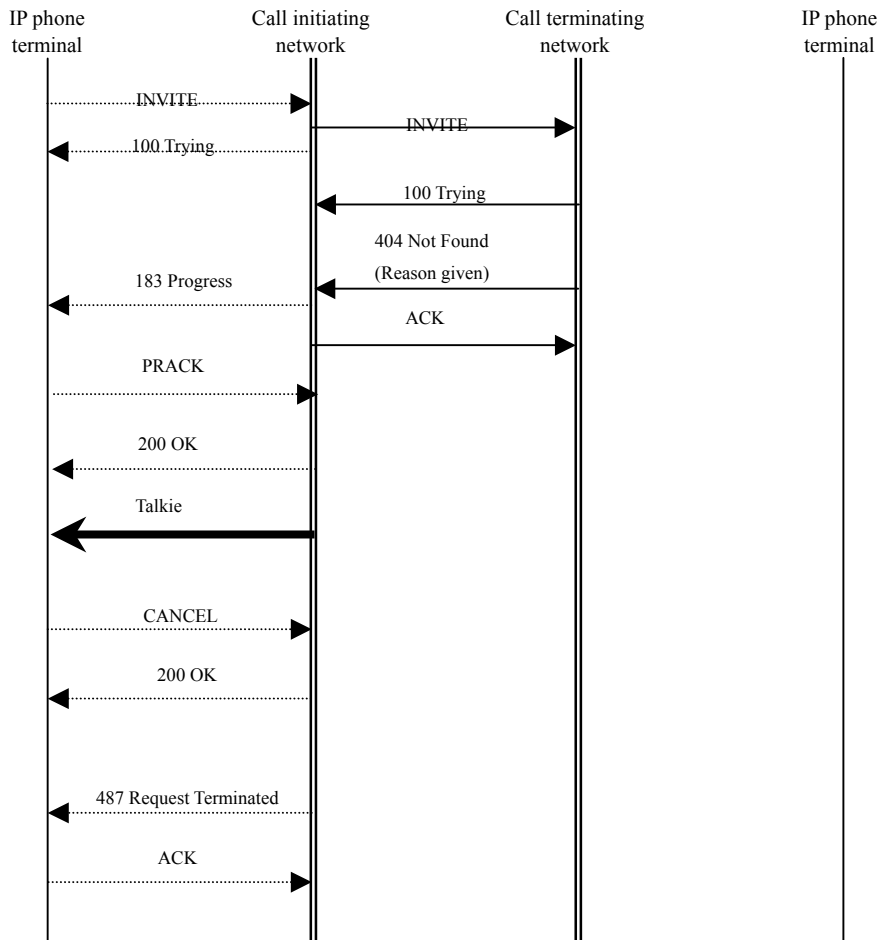 IP phone
terminal
Call initiating
network
Call terminating
network
IP phone
terminal
INVITE
INVITE
100 Trying
100 Trying
404 Not Found
(Reason given)
183 Progress
ACK
PRACK
200 OK
Talkie
CANCEL
200 OK
487 Request Terminated
ACK